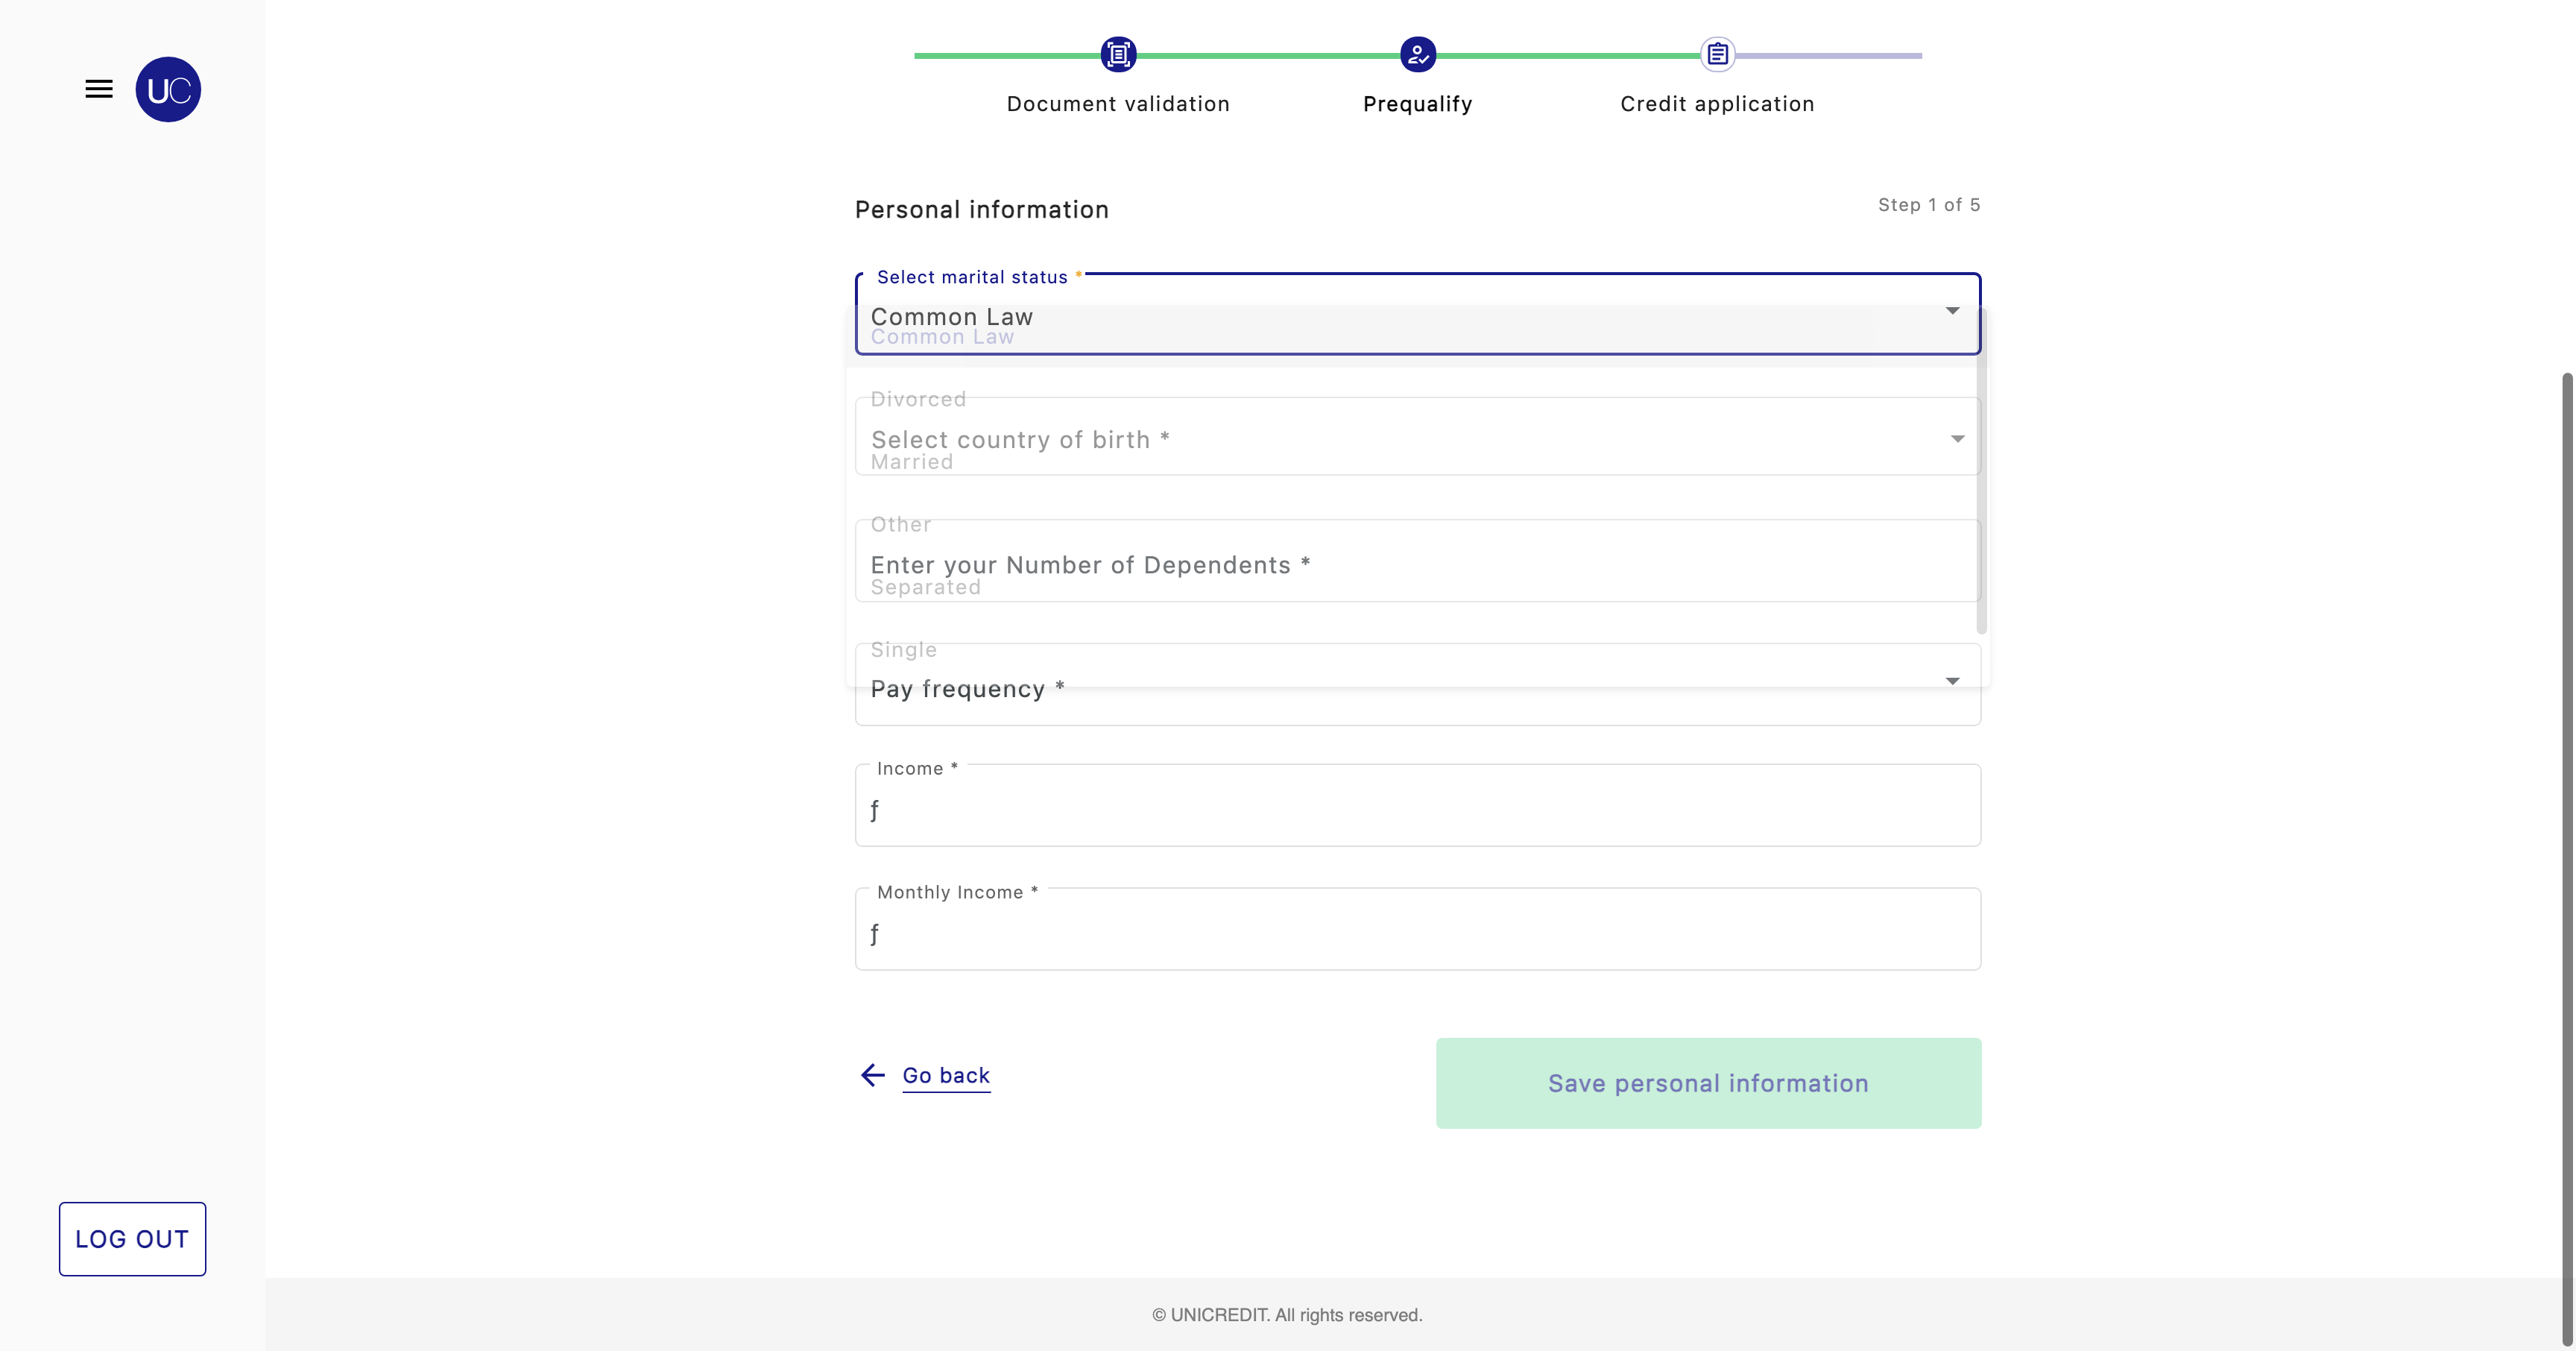 UC
Document validation
Prequalify
Credit application
Personal information
Step 1 of 5
Select marital status *
Common Law
Common Law
Divorced
Select country of birth *
Married
Other
Enter your Number of Dependents *
Separated
Single
Pay frequency *
Income *
ƒ
Monthly Income *
ƒ
Go back
Save personal information
LOG OUT
© UNICREDIT. All rights reserved.